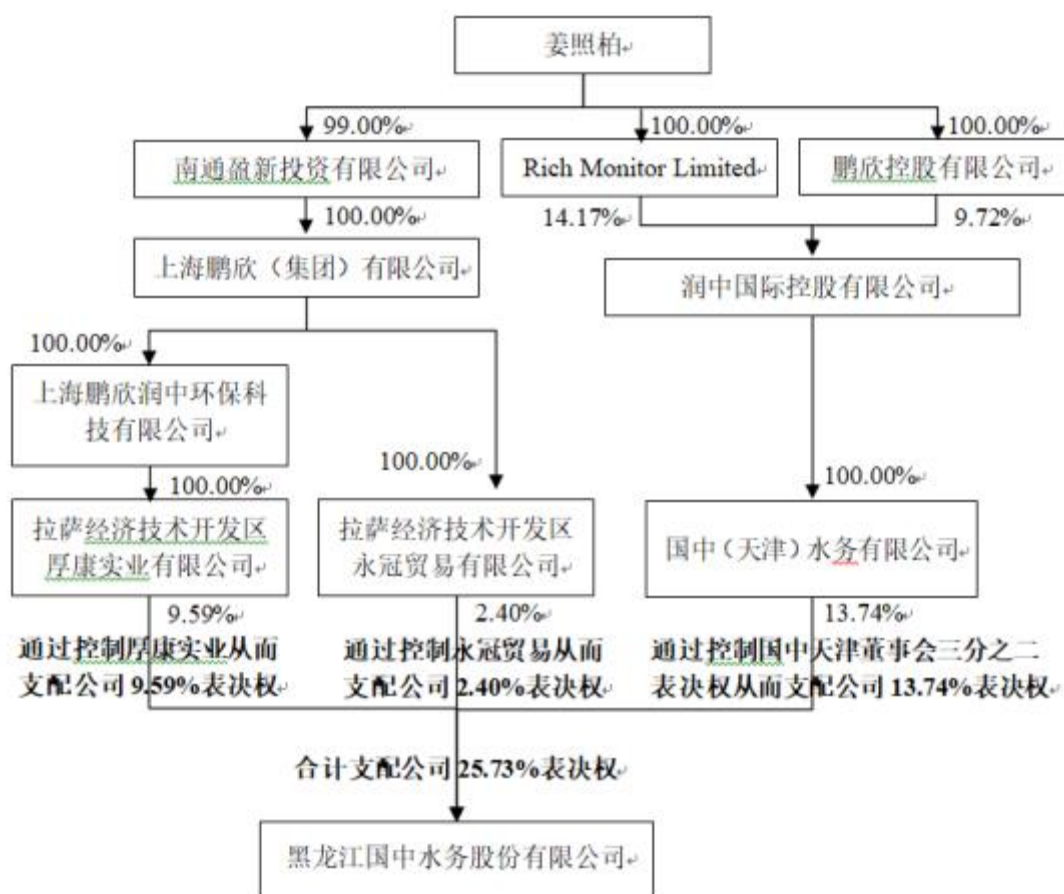 姜照柏
99.00%
100.00%
100.00%
南通盈新投资有限公司
Rich Monitor Limited
鹏欣控股有限公司
100.00%
14.17%
9.72%
上海鹏欣（集团）有限公司
润中国际控股有限公司
100.00%
上海鹏欣润中环保科
技有限公司
100.00%
100.00%
100.00%
拉萨经济技术开发区
厚康实业有限公司
拉萨经济技术开发区
永冠贸易有限公司
国中（天津）水务有限公司
9.59%
2.40%
13.74%
通过控制厚康实业从而
支配公司 9.59%表决权
通过控制永冠贸易从而
支配公司 2.40%表决权
通过控制国中天津董事会三分之二
表决权从而支配公司 13.74%表决权
合计支配公司 25.73%表决权
黑龙江国中水务股份有限公司